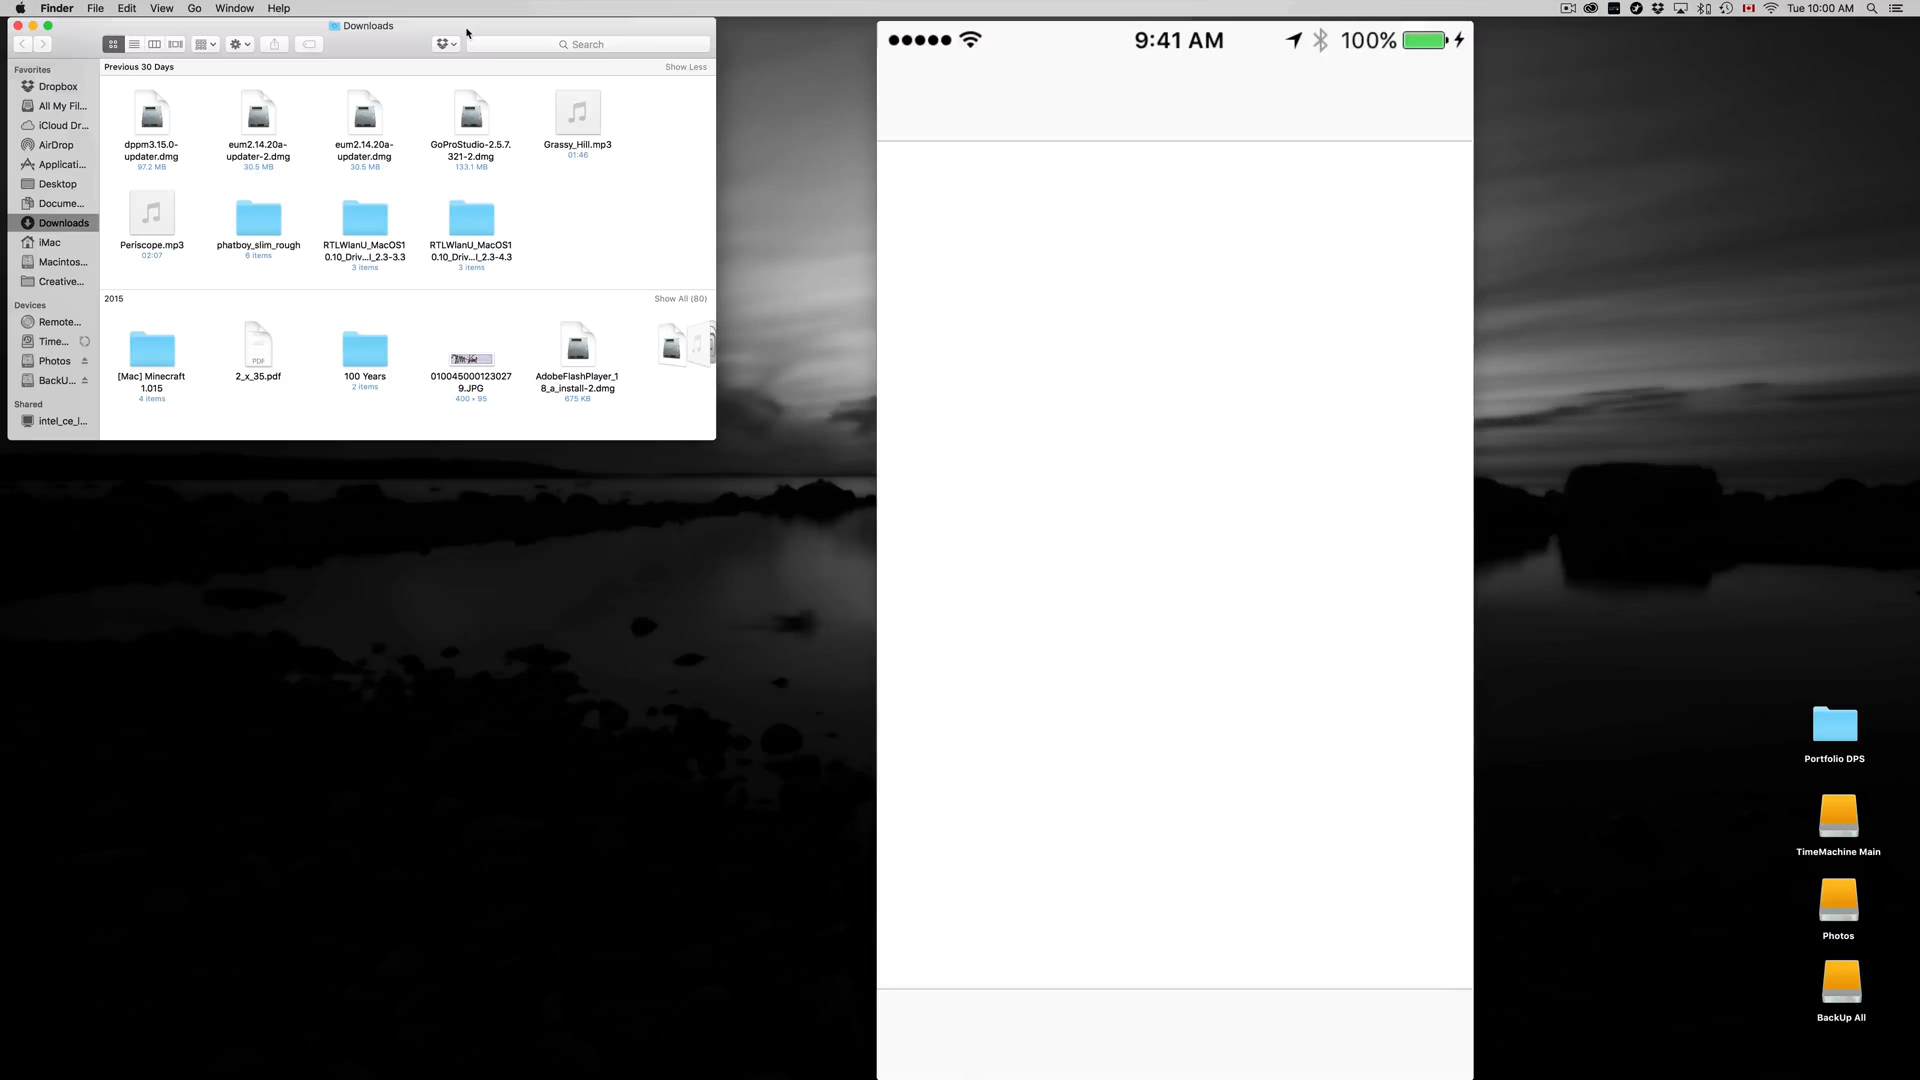 Finder File Edit View Go Window Help
Tue 10:00 AM
Downloads
Search
Favorites
Dropbox
All My Fil...
iCloud Dr...
AirDrop
Applicati...
Desktop
Docume...
Downloads
iMac
Macintos...
Creative...
Devices
Remote...
Time...
Photos
BackU...
Shared
intel_ce_l...
Previous 30 Days Show Less
dppm3.15.0-
updater.dmg
97.2 MB
eum2.14.20a-
updater-2.dmg
30.5 MB
eum2.14.20a-
updater.dmg
30.5 MB
GoProStudio-2.5.7.
321-2.dmg
133.1 MB
Grassy_Hill.mp3
01:46
Periscope.mp3
02:07
phatboy_slim_rough
6 items
RTLWlanU_MacOS1
0.10_Driv...l_2.3-3.3
3 items
RTLWlanU_MacOS1
0.10_Driv...l_2.3-4.3
3 items
2015 Show All (80)
[Mac] Minecraft
1.015
4 items
PDF
2_x_35.pdf
100 Years
2 items
010045000123027
9.JPG
400 × 95
AdobeFlashPlayer_1
8_a_install-2.dmg
675 KB
9:41 AM
100%
Portfolio DPS
TimeMachine Main
Photos
BackUp All